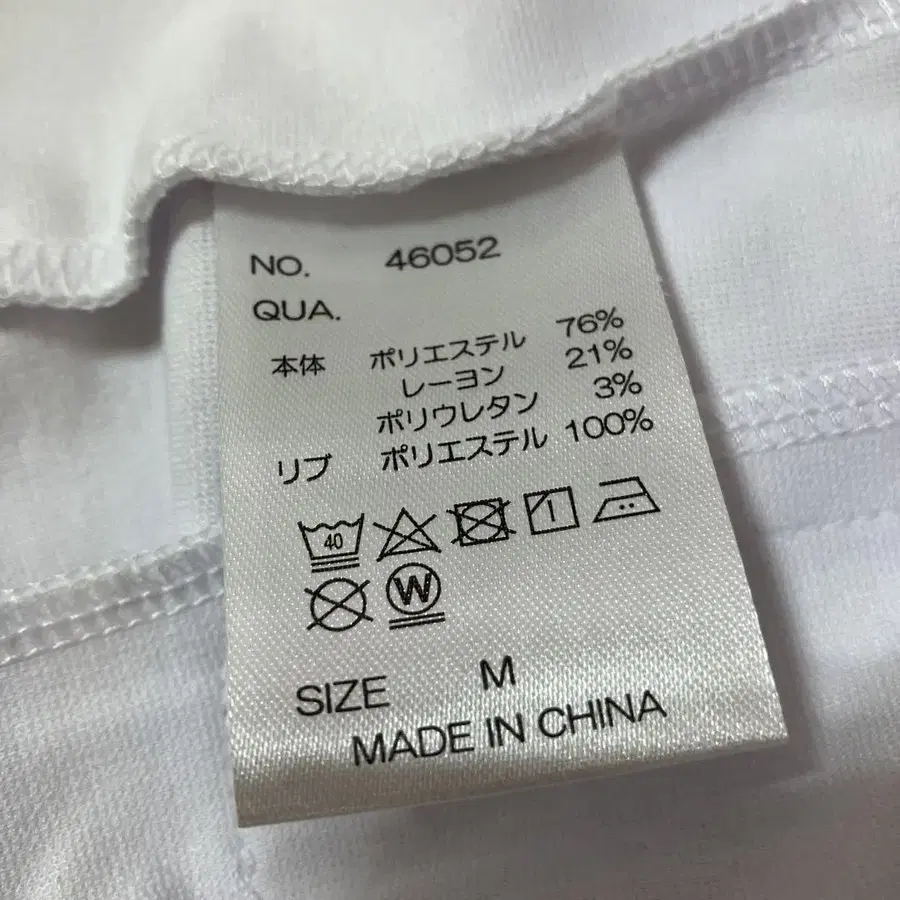 NO. 46052
QUA.
本体 ポリエステル 76%
レーヨン 21%
ポリウレタン 3%
リブ ポリエステル 100%
40
W
SIZE M
MADE IN CHINA